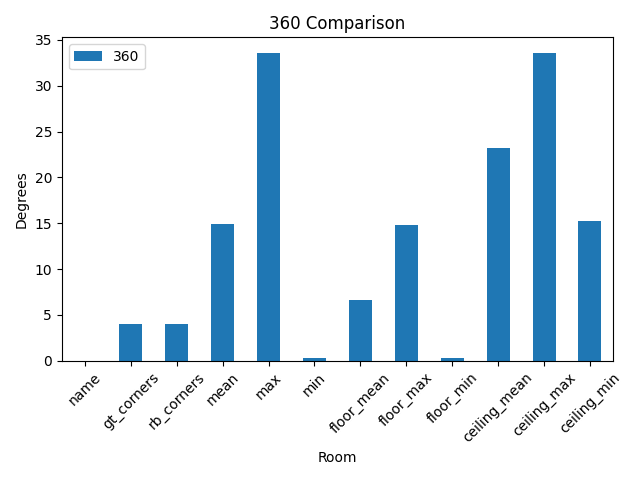 360 Comparison
360
Degrees
35
30
25
20
15
10
5
0
name
gt_corners
rb_corners
mean
max
min
floor_mean
floor_max
floor_min
ceiling_mean
ceiling_max
ceiling_min
Room